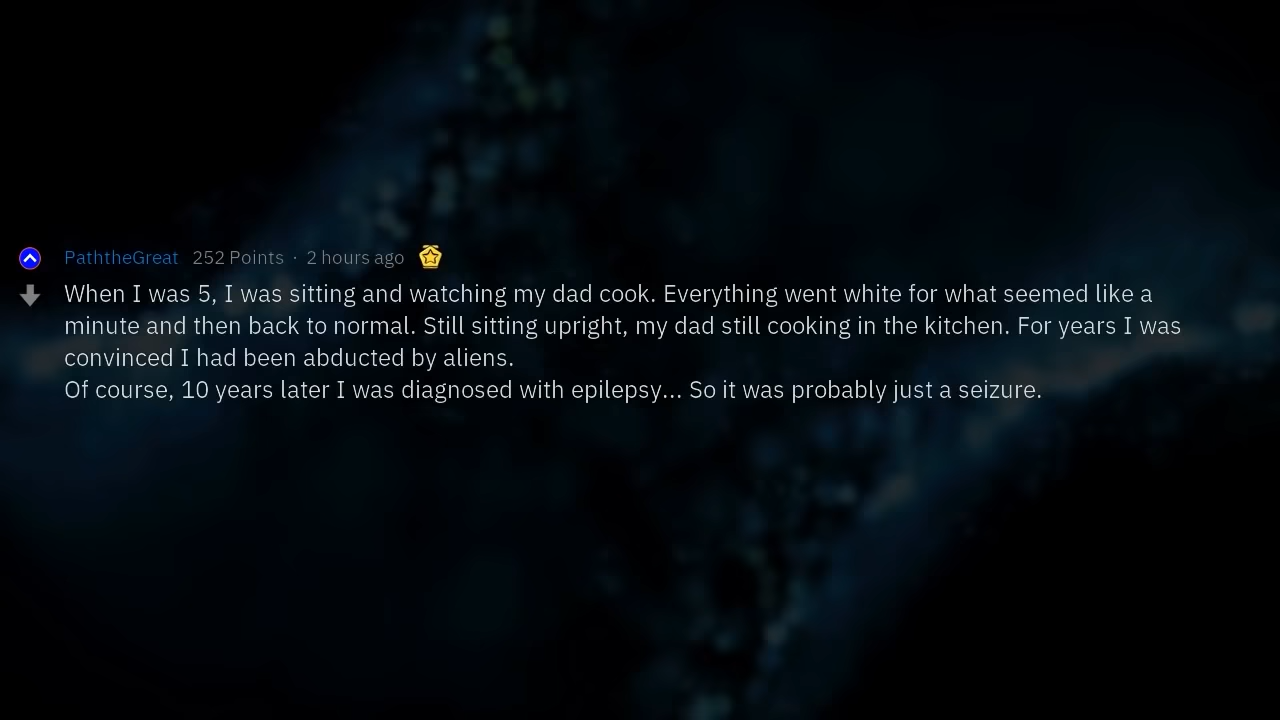 PaththeGreat 252 Points · 2 hours ago
When I was 5, I was sitting and watching my dad cook. Everything went white for what seemed like a
minute and then back to normal. Still sitting upright, my dad still cooking in the kitchen. For years I was
convinced I had been abducted by aliens.
Of course, 10 years later I was diagnosed with epilepsy... So it was probably just a seizure.